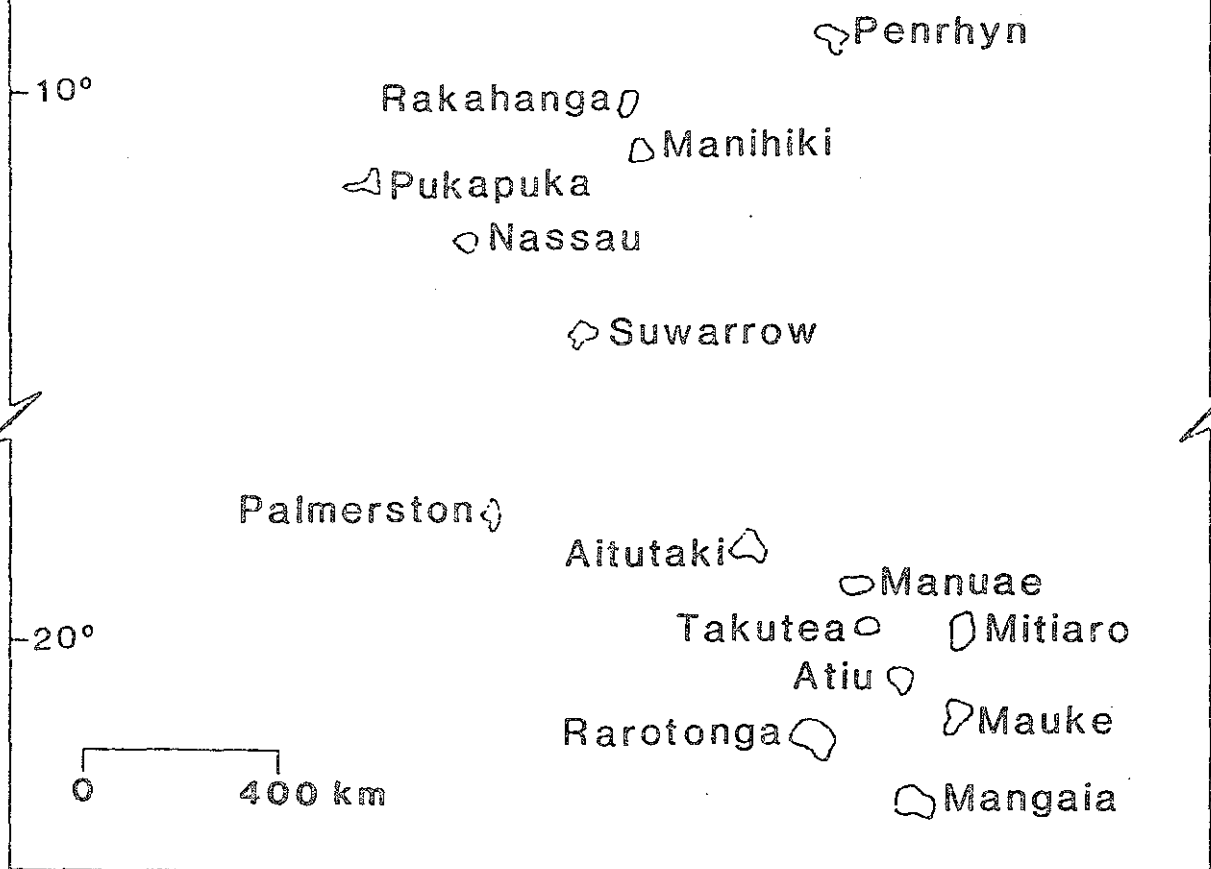 Penrhyn
10°
Rakahanga
Manihiki
Pukapuka
Nassau
Suwarrow
Palmerston
Aitutaki
Manuae
Takutea
Mitiaro
20°
Atiu
Mauke
Rarotonga
0 400 km
Mangaia